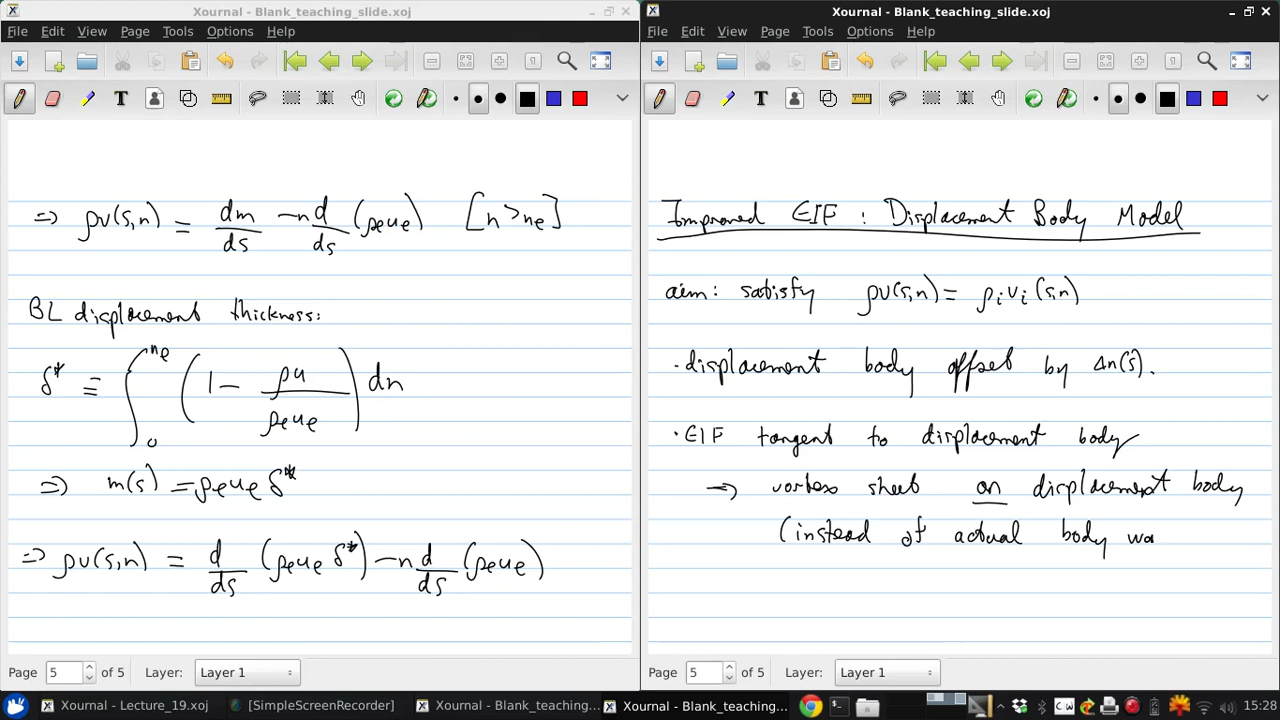 Xournal - Blank_teaching_slide.xoj
File Edit View Page Tools Options Help
⇒ ρv(s,n) = dm/ds - n d/ds (ρₑuₑ) [n > nₑ]
BL displacement thickness:
δ* ≡ ∫₀^nₑ (1 - ρu/ρₑuₑ) dn
⇒ m(s) = ρₑuₑ δ*
⇒ ρv(s,n) = d/ds (ρₑuₑ δ*) - n d/ds (ρₑuₑ)
Page 5 of 5 Layer: Layer 1
Xournal - Blank_teaching_slide.xoj
File Edit View Page Tools Options Help
Improved EIF : Displacement Body Model
aim: satisfy ρv(s,n) = ρᵢvᵢ(s,n)
· displacement body offset by Δn(s).
· EIF tangent to displacement body
→ vortex sheet on displacement body
(instead of actual body wa
Page 5 of 5 Layer: Layer 1
Xournal - Lecture_19.xoj [SimpleScreenRecorder] Xournal - Blank_teaching... Xournal - Blank_teaching... 15:28